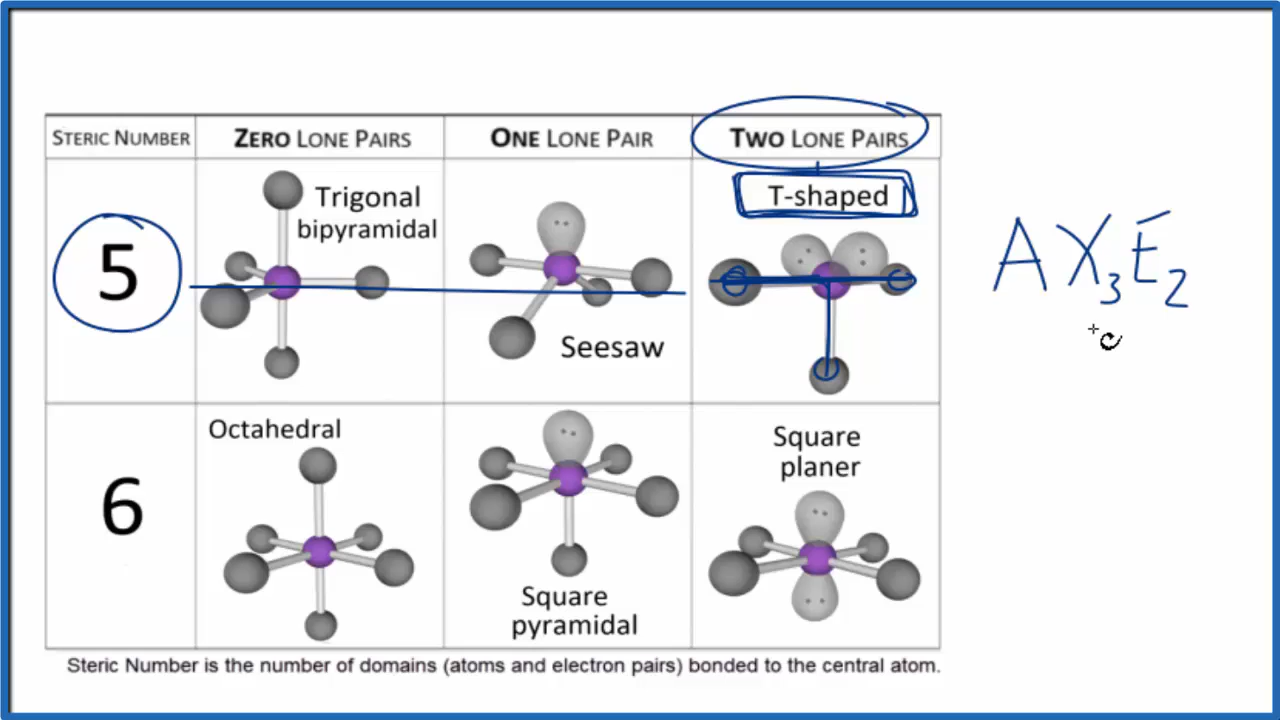 STERIC NUMBER
ZERO LONE PAIRS
ONE LONE PAIR
TWO LONE PAIRS
5
Trigonal
bipyramidal
Seesaw
T-shaped
AX₃E₂
6
Octahedral
Square
pyramidal
Square
planer
Steric Number is the number of domains (atoms and electron pairs) bonded to the central atom.